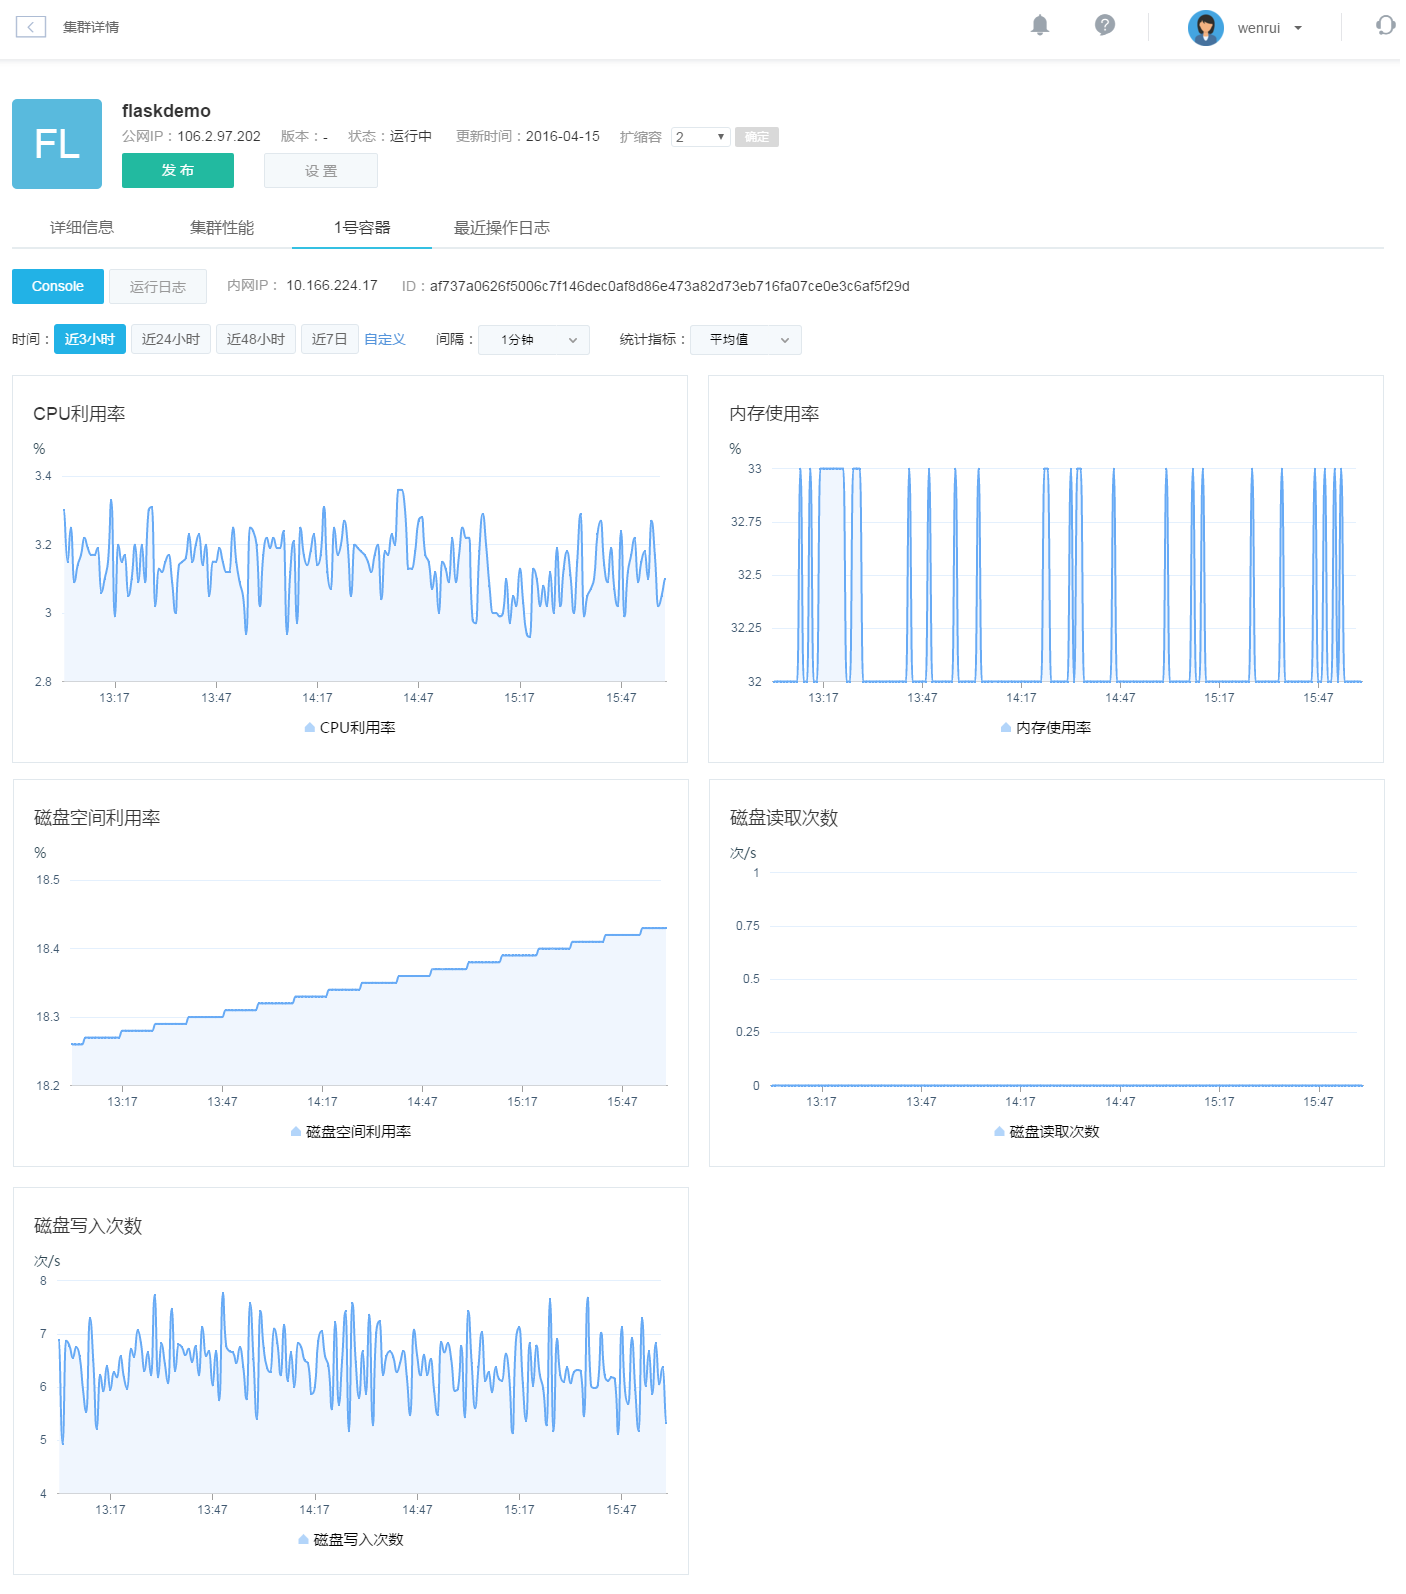 集群详情
wenrui
FL
flaskdemo
公网IP：106.2.97.202 版本：- 状态：运行中 更新时间：2016-04-15 扩缩容 2 确定
发 布 设 置
详细信息 集群性能 1号容器 最近操作日志
Console 运行日志 内网IP： 10.166.224.17 ID：af737a0626f5006c7f146dec0af8d86e473a82d73eb716fa07ce0e3c6af5f29d
时间： 近3小时 近24小时 近48小时 近7日 自定义 间隔： 1分钟 统计指标： 平均值
CPU利用率
%
3.4
3.2
3
2.8
13:17 13:47 14:17 14:47 15:17 15:47
CPU利用率
内存使用率
%
33
32.75
32.5
32.25
32
13:17 13:47 14:17 14:47 15:17 15:47
内存使用率
磁盘空间利用率
%
18.5
18.4
18.3
18.2
13:17 13:47 14:17 14:47 15:17 15:47
磁盘空间利用率
磁盘读取次数
次/s
1
0.75
0.5
0.25
0
13:17 13:47 14:17 14:47 15:17 15:47
磁盘读取次数
磁盘写入次数
次/s
8
7
6
5
4
13:17 13:47 14:17 14:47 15:17 15:47
磁盘写入次数